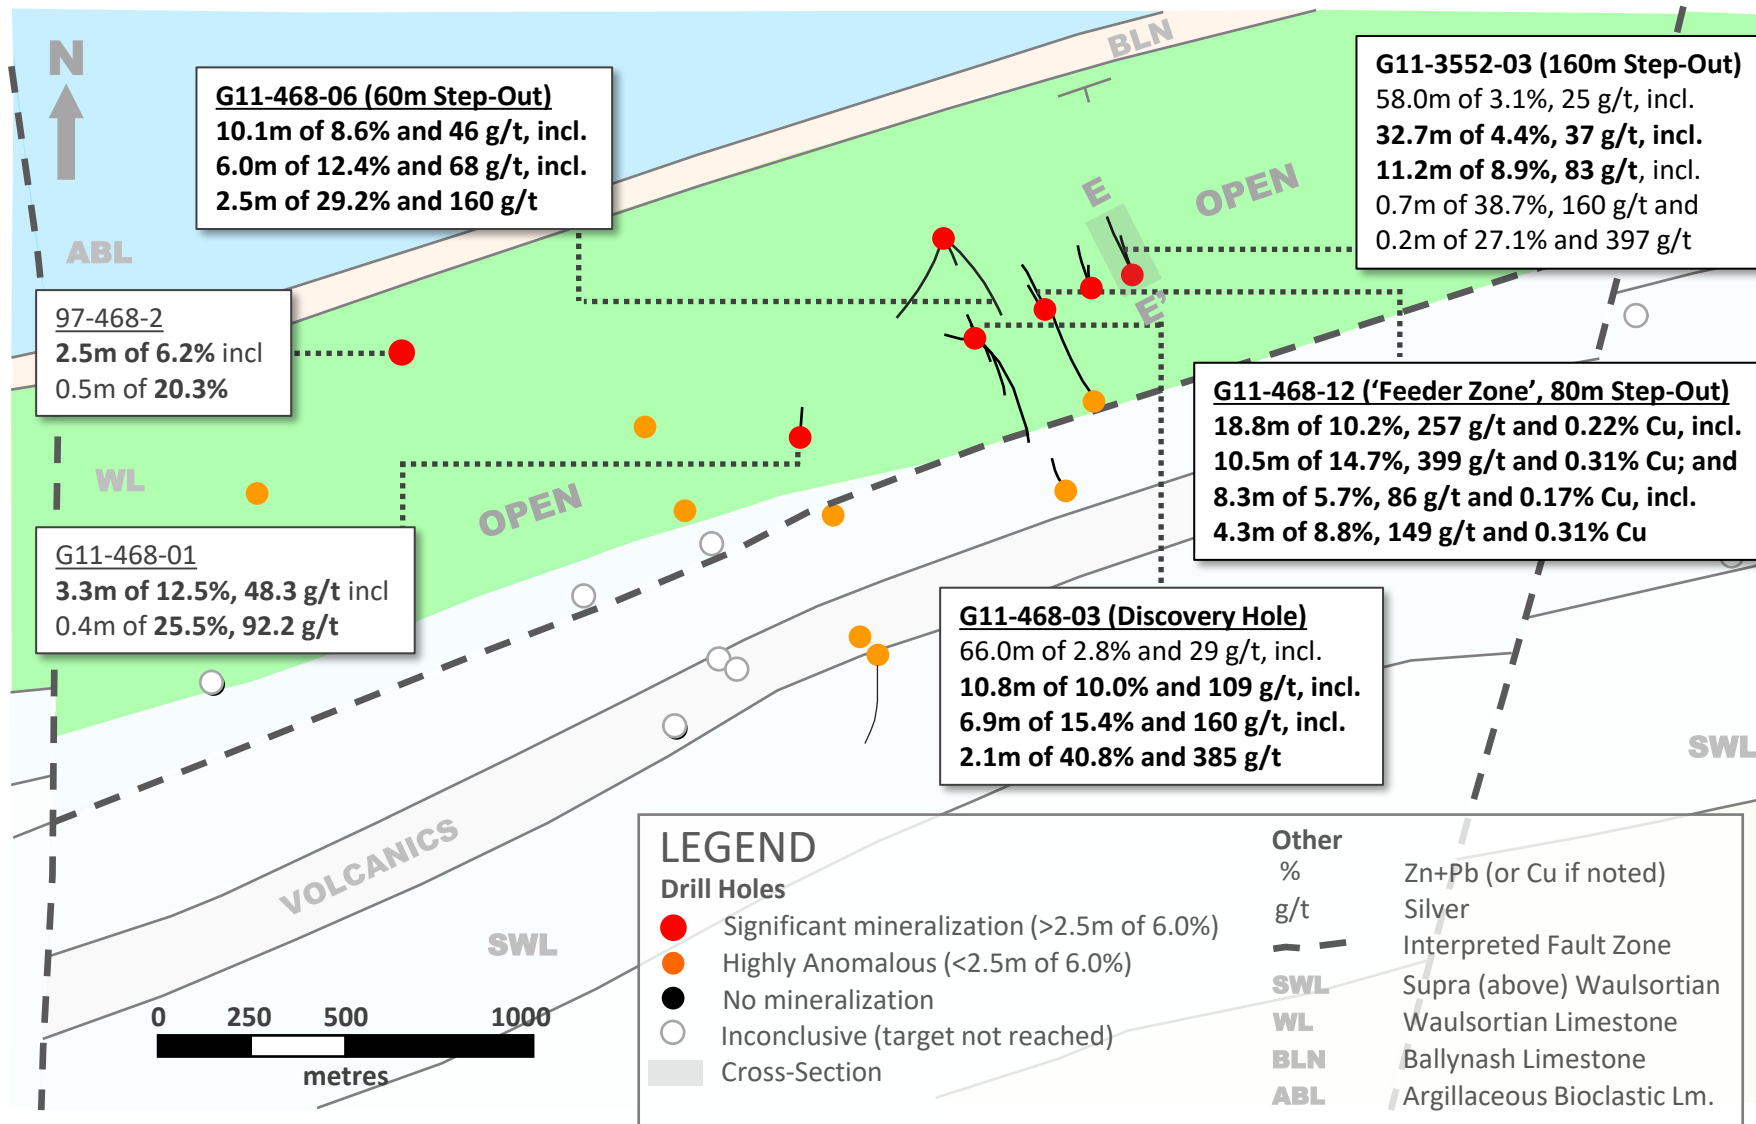 N
BLN
G11-468-06 (60m Step-Out)
10.1m of 8.6% and 46 g/t, incl.
6.0m of 12.4% and 68 g/t, incl.
2.5m of 29.2% and 160 g/t
G11-3552-03 (160m Step-Out)
58.0m of 3.1%, 25 g/t, incl.
32.7m of 4.4%, 37 g/t, incl.
11.2m of 8.9%, 83 g/t, incl.
0.7m of 38.7%, 160 g/t and
0.2m of 27.1% and 397 g/t
E
OPEN
E'
ABL
97-468-2
2.5m of 6.2% incl
0.5m of 20.3%
WL
OPEN
G11-468-01
3.3m of 12.5%, 48.3 g/t incl
0.4m of 25.5%, 92.2 g/t
G11-468-12 (‘Feeder Zone’, 80m Step-Out)
18.8m of 10.2%, 257 g/t and 0.22% Cu, incl.
10.5m of 14.7%, 399 g/t and 0.31% Cu; and
8.3m of 5.7%, 86 g/t and 0.17% Cu, incl.
4.3m of 8.8%, 149 g/t and 0.31% Cu
G11-468-03 (Discovery Hole)
66.0m of 2.8% and 29 g/t, incl.
10.8m of 10.0% and 109 g/t, incl.
6.9m of 15.4% and 160 g/t, incl.
2.1m of 40.8% and 385 g/t
SWL
VOLCANICS
SWL
0 250 500 1000
metres
LEGEND
Drill Holes
Significant mineralization (>2.5m of 6.0%)
Highly Anomalous (<2.5m of 6.0%)
No mineralization
Inconclusive (target not reached)
Cross-Section
Other
% Zn+Pb (or Cu if noted)
g/t Silver
Interpreted Fault Zone
SWL Supra (above) Waulsortian
WL Waulsortian Limestone
BLN Ballynash Limestone
ABL Argillaceous Bioclastic Lm.